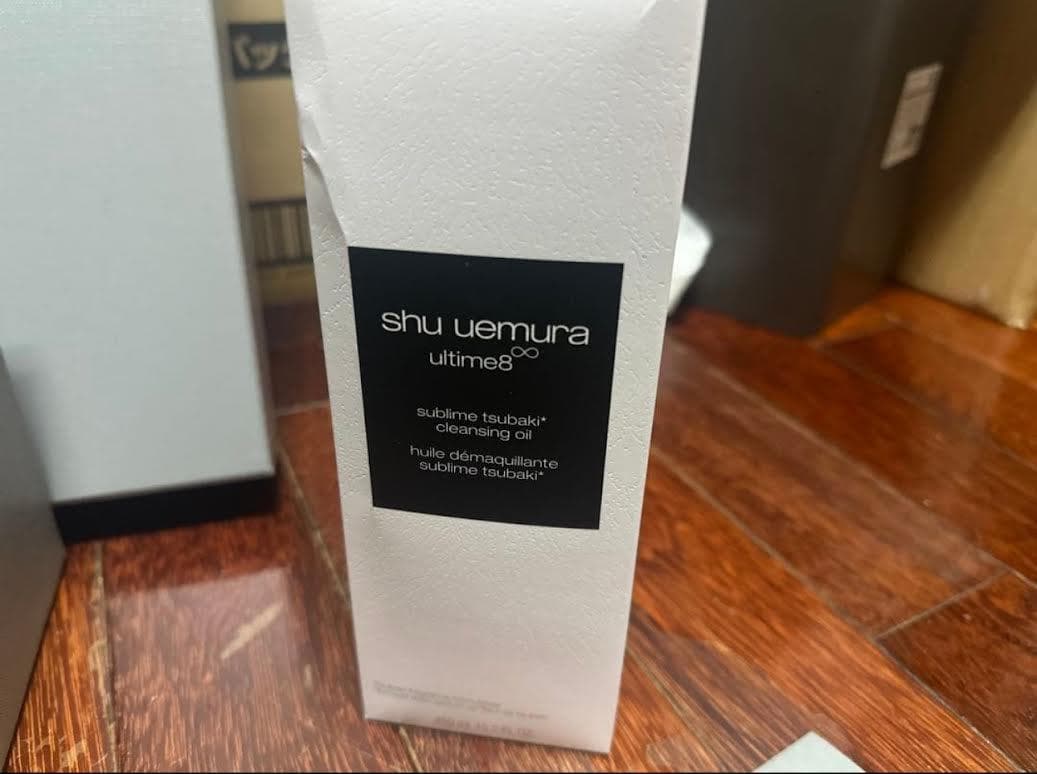 shu uemura
ultime8∞
sublime tsubaki*
cleansing oil
huile démaquillante
sublime tsubaki*